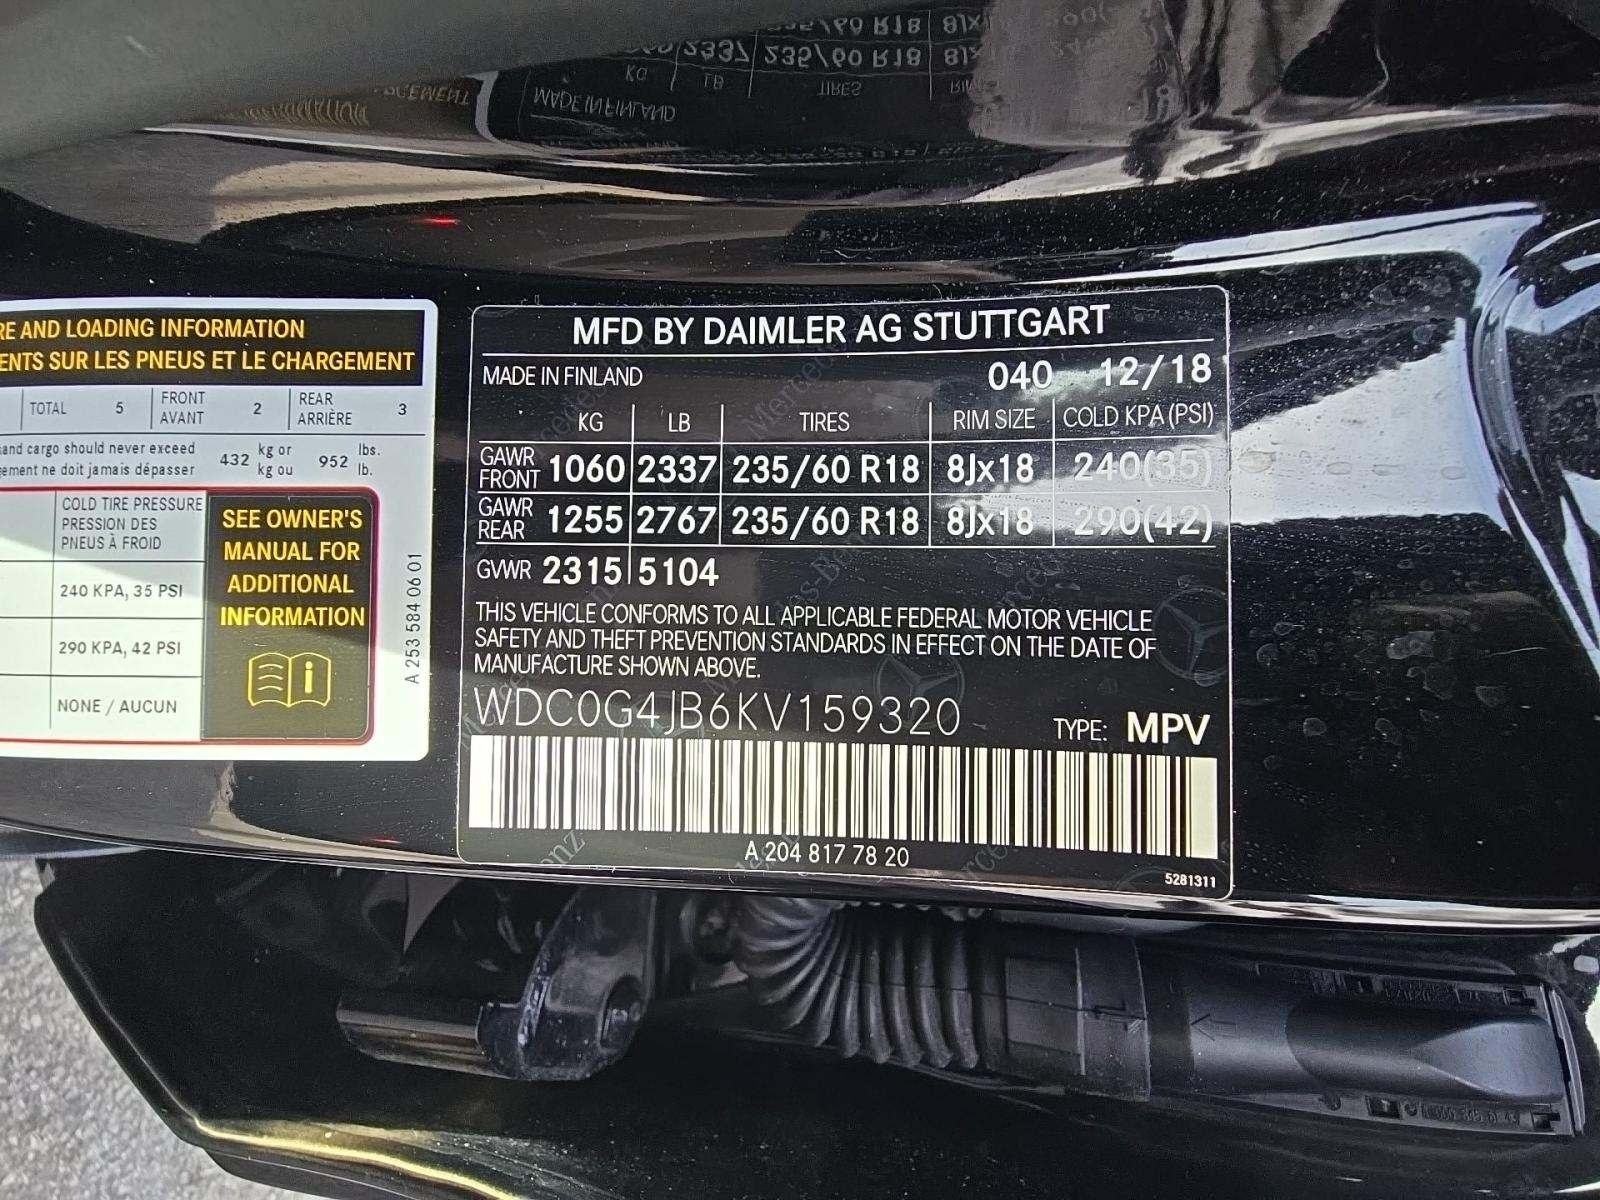 RE AND LOADING INFORMATION
ENTS SUR LES PNEUS ET LE CHARGEMENT
TOTAL 5 FRONT AVANT 2 REAR ARRIÈRE 3
and cargo should never exceed
gement ne doit jamais dépasser
432 kg or kg ou 952 lbs. lb.
COLD TIRE PRESSURE
PRESSION DES
PNEUS À FROID
240 KPA, 35 PSI
290 KPA, 42 PSI
NONE / AUCUN
SEE OWNER'S
MANUAL FOR
ADDITIONAL
INFORMATION
A 253 584 06 01
MFD BY DAIMLER AG STUTTGART
MADE IN FINLAND 040 12/18
KG LB TIRES RIM SIZE COLD KPA (PSI)
GAWR FRONT 1060 2337 235/60 R18 8Jx18 240(35)
GAWR REAR 1255 2767 235/60 R18 8Jx18 290(42)
GVWR 2315 5104
THIS VEHICLE CONFORMS TO ALL APPLICABLE FEDERAL MOTOR VEHICLE
SAFETY AND THEFT PREVENTION STANDARDS IN EFFECT ON THE DATE OF
MANUFACTURE SHOWN ABOVE.
WDC0G4JB6KV159320 TYPE: MPV
A 204 817 78 20
5281311